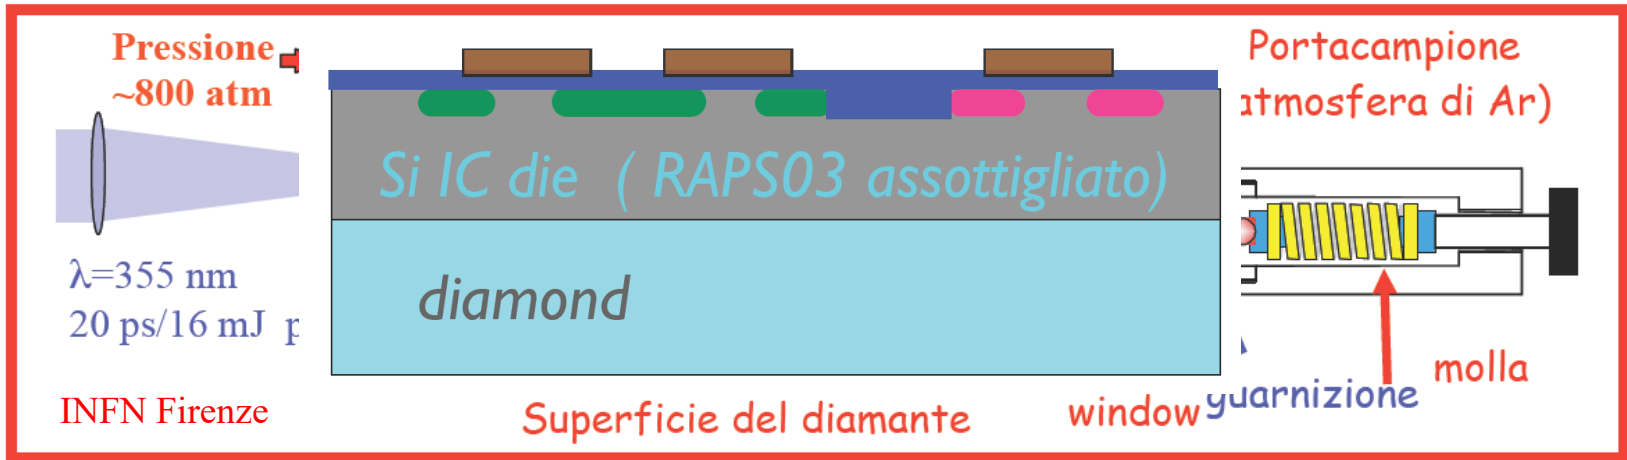 Pressione
~800 atm
λ=355 nm
20 ps/16 mJ p
INFN Firenze
Si IC die ( RAPS03 assottigliato)
diamond
Superficie del diamante
window
Portacampione
atmosfera di Ar)
guarnizione
molla